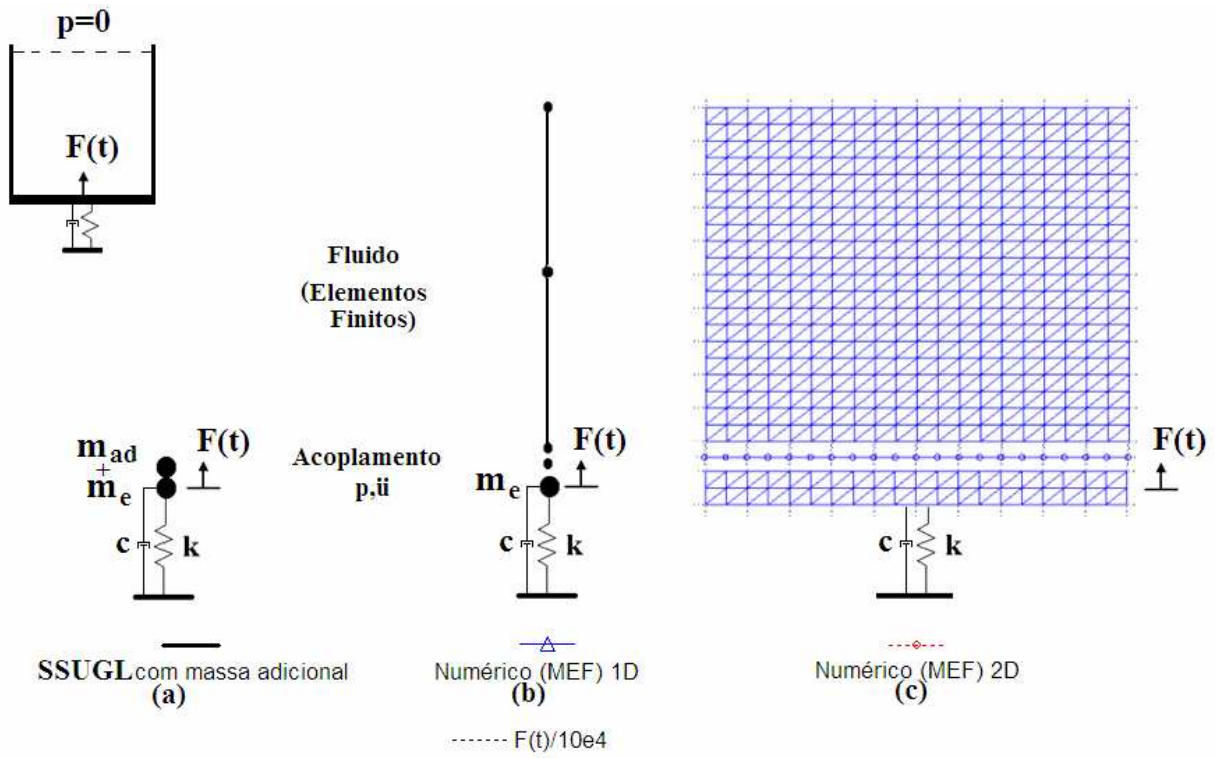 p=0
F(t)
Fluido
(Elementos
Finitos)
m ad
+
m e
F(t)
c
k
Acoplamento
p,ü
m e
F(t)
c
k
F(t)
c
k
SSUGL com massa adicional
(a)
Numérico (MEF) 1D
(b)
Numérico (MEF) 2D
(c)
F(t)/10e4